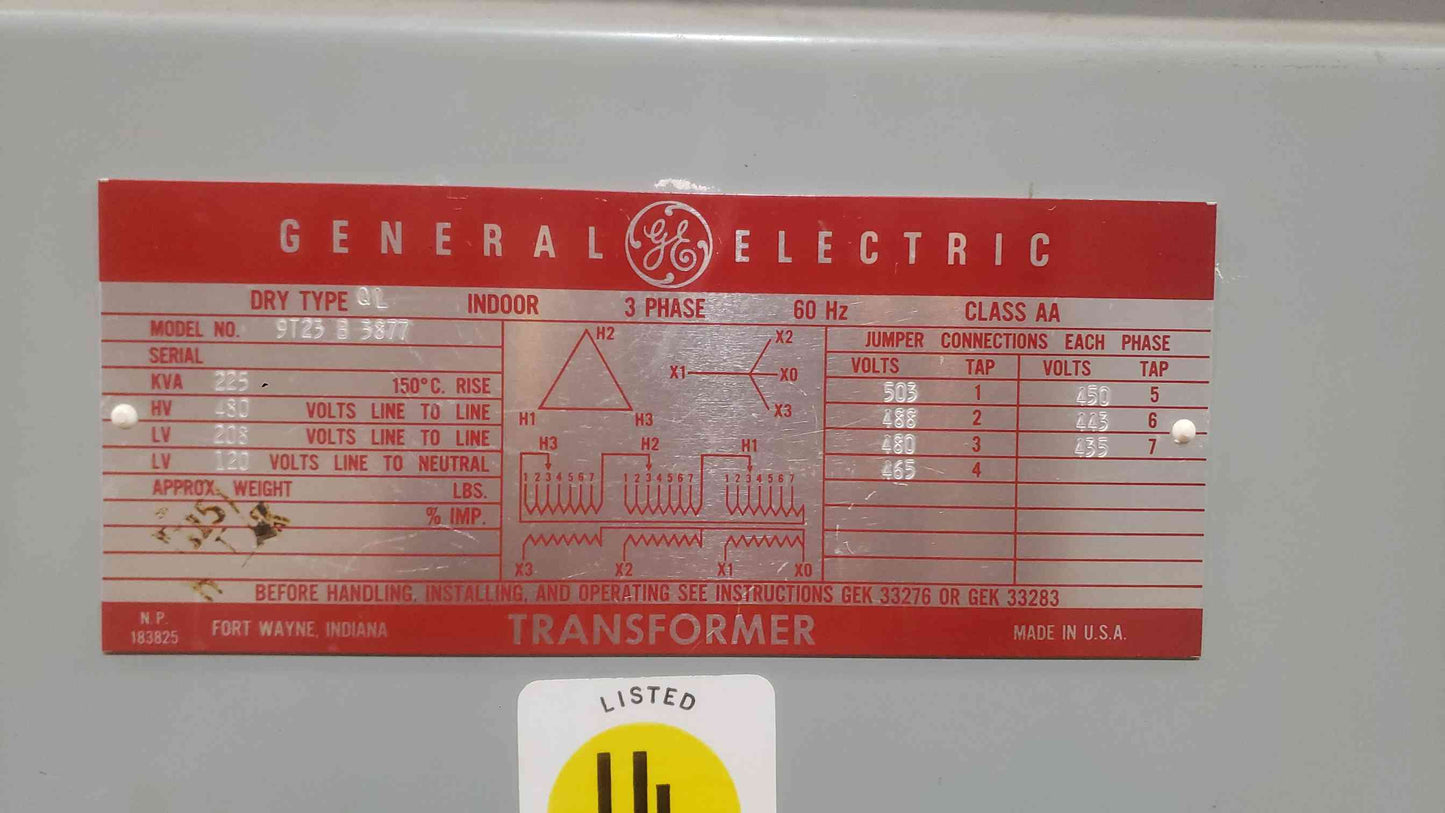 GENERAL GE ELECTRIC
DRY TYPE QL INDOOR 3 PHASE 60 Hz CLASS AA
MODEL NO. 9T23 B 3877
SERIAL
KVA 225 150°C. RISE
HV 480 VOLTS LINE TO LINE
LV 208 VOLTS LINE TO LINE
LV 120 VOLTS LINE TO NEUTRAL
APPROX. WEIGHT LBS.
% IMP.
H2
H1 H3
X2
X1 X0
X3
H3 H2 H1
1 2 3 4 5 6 7 1 2 3 4 5 6 7 1 2 3 4 5 6 7
X3 X2 X1 X0
JUMPER CONNECTIONS EACH PHASE
VOLTS TAP VOLTS TAP
503 1 450 5
488 2 443 6
480 3 435 7
465 4
BEFORE HANDLING, INSTALLING, AND OPERATING SEE INSTRUCTIONS GEK 33276 OR GEK 33283
N.P.
183825
FORT WAYNE, INDIANA TRANSFORMER MADE IN U.S.A.
LISTED